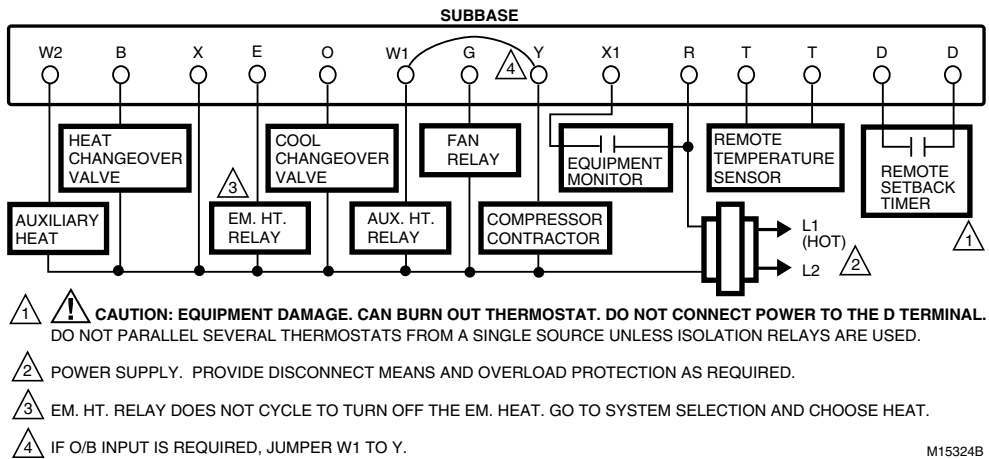 SUBBASE
W2 B X E O W1 G Y X1 R T T D D
4
HEAT
CHANGEOVER
VALVE
COOL
CHANGEOVER
VALVE
FAN
RELAY
EQUIPMENT
MONITOR
REMOTE
TEMPERATURE
SENSOR
REMOTE
SETBACK
TIMER
3
1
AUXILIARY
HEAT
EM. HT.
RELAY
AUX. HT.
RELAY
COMPRESSOR
CONTRACTOR
L1
(HOT)
L2
2
1 ! CAUTION: EQUIPMENT DAMAGE. CAN BURN OUT THERMOSTAT. DO NOT CONNECT POWER TO THE D TERMINAL.
DO NOT PARALLEL SEVERAL THERMOSTATS FROM A SINGLE SOURCE UNLESS ISOLATION RELAYS ARE USED.
2 POWER SUPPLY. PROVIDE DISCONNECT MEANS AND OVERLOAD PROTECTION AS REQUIRED.
3 EM. HT. RELAY DOES NOT CYCLE TO TURN OFF THE EM. HEAT. GO TO SYSTEM SELECTION AND CHOOSE HEAT.
4 IF O/B INPUT IS REQUIRED, JUMPER W1 TO Y.
M15324B